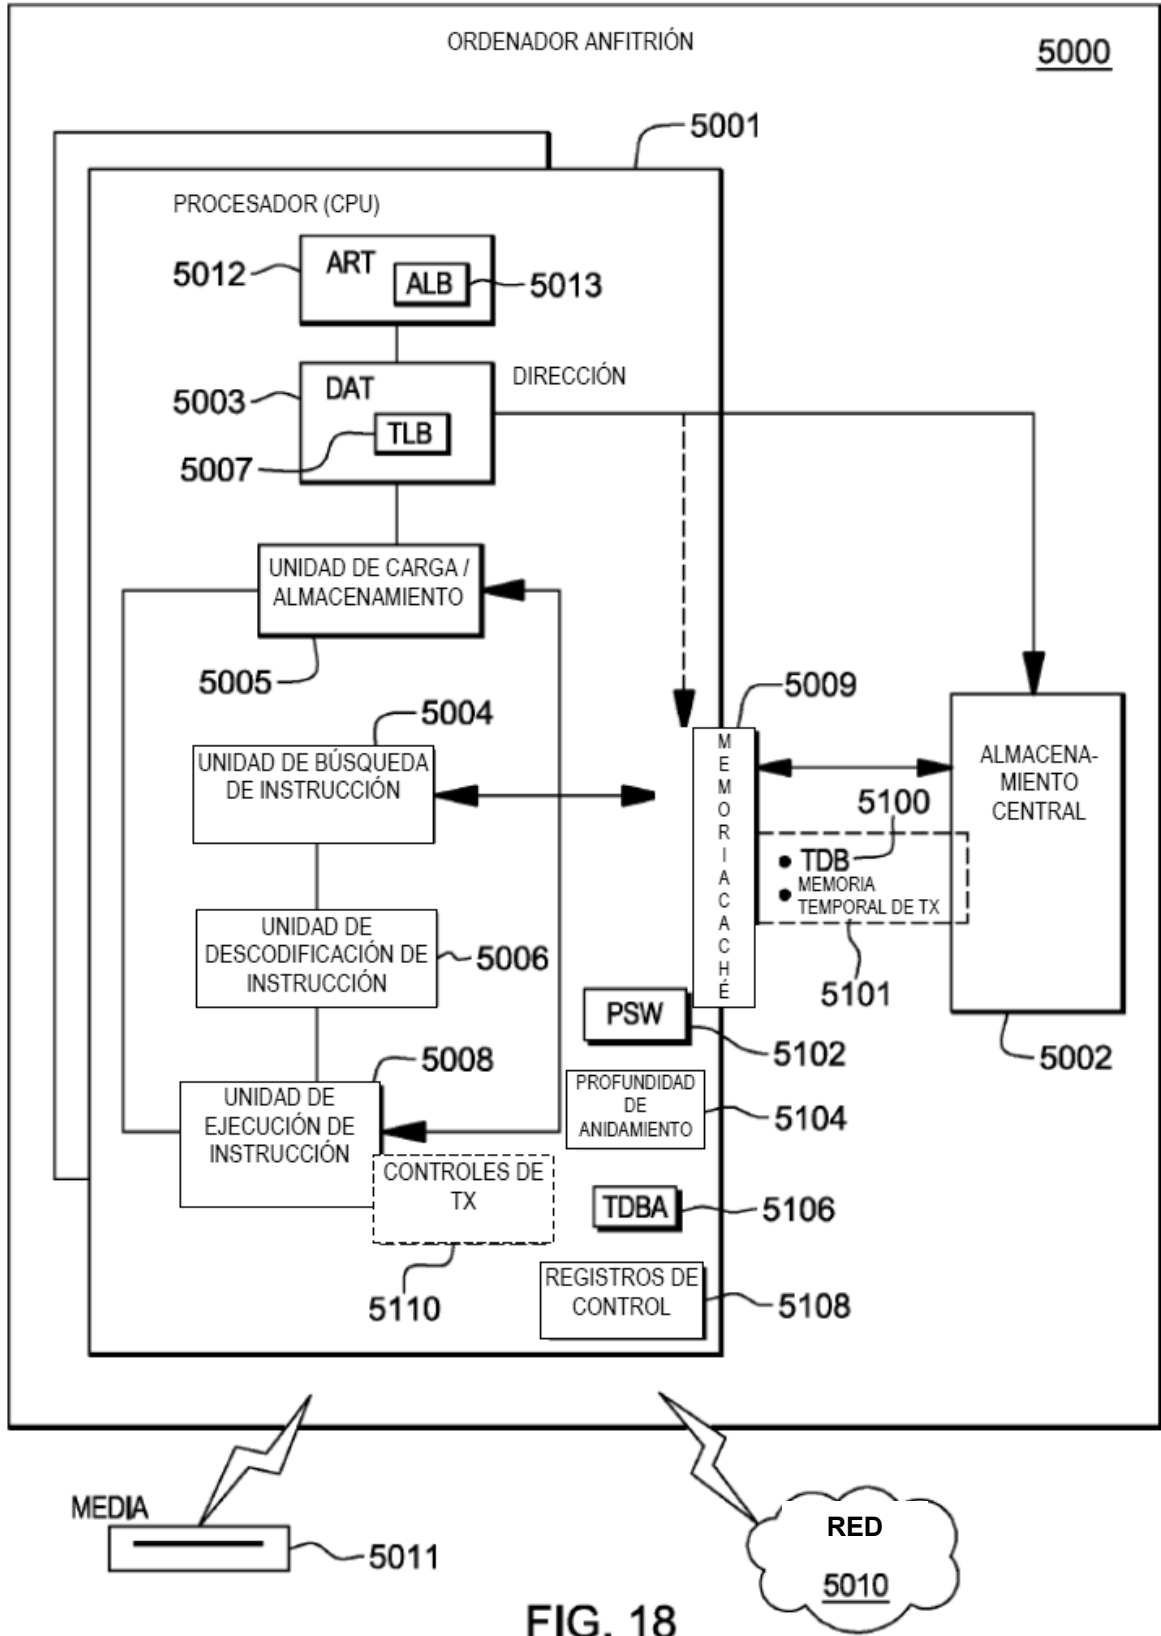 ORDENADOR ANFITRIÓN
5000
5001
PROCESADOR (CPU)
ART
ALB
5012
5013
DIRECCIÓN
DAT
5003
TLB
5007
UNIDAD DE CARGA /
ALMACENAMIENTO
5005
5009
5004
UNIDAD DE BÚSQUEDA
DE INSTRUCCIÓN
MEMORIACACHÉ
ALMACENA-
MIENTO
CENTRAL
5100
TDB
MEMORIA
TEMPORAL DE TX
5101
5002
UNIDAD DE
DESCODIFICACIÓN DE
INSTRUCCIÓN
5006
PSW
5102
5008
UNIDAD DE
EJECUCIÓN DE
INSTRUCCIÓN
PROFUNDIDAD
DE
ANIDAMIENTO
5104
CONTROLES DE
TX
5110
TDBA
5106
REGISTROS DE
CONTROL
5108
MEDIA
5011
RED
5010
FIG. 18